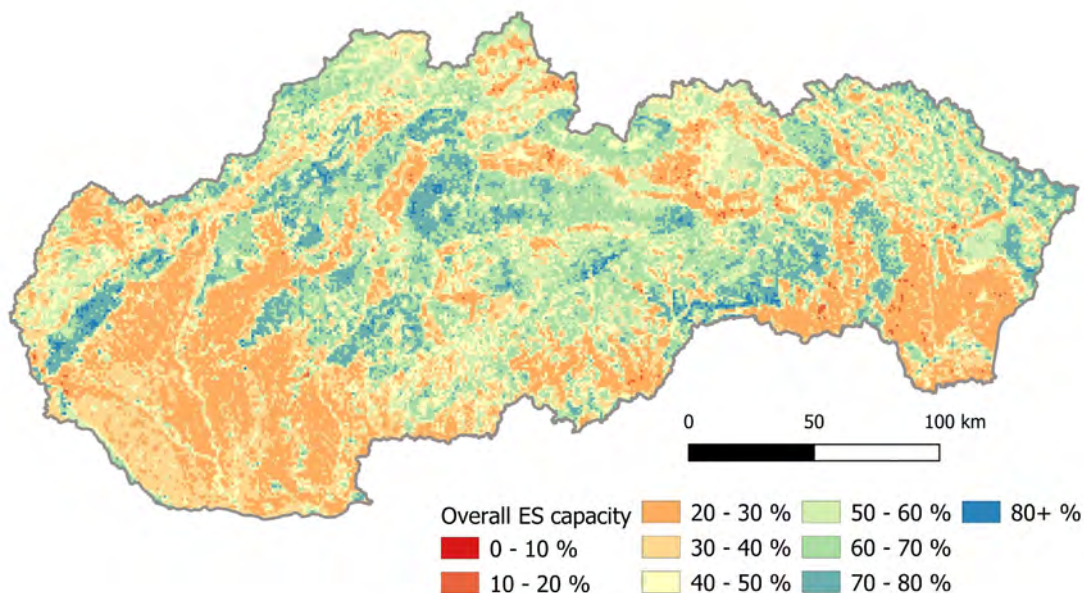 0 50 100 km
Overall ES capacity
0 - 10 %
10 - 20 %
20 - 30 %
30 - 40 %
40 - 50 %
50 - 60 %
60 - 70 %
70 - 80 %
80+ %